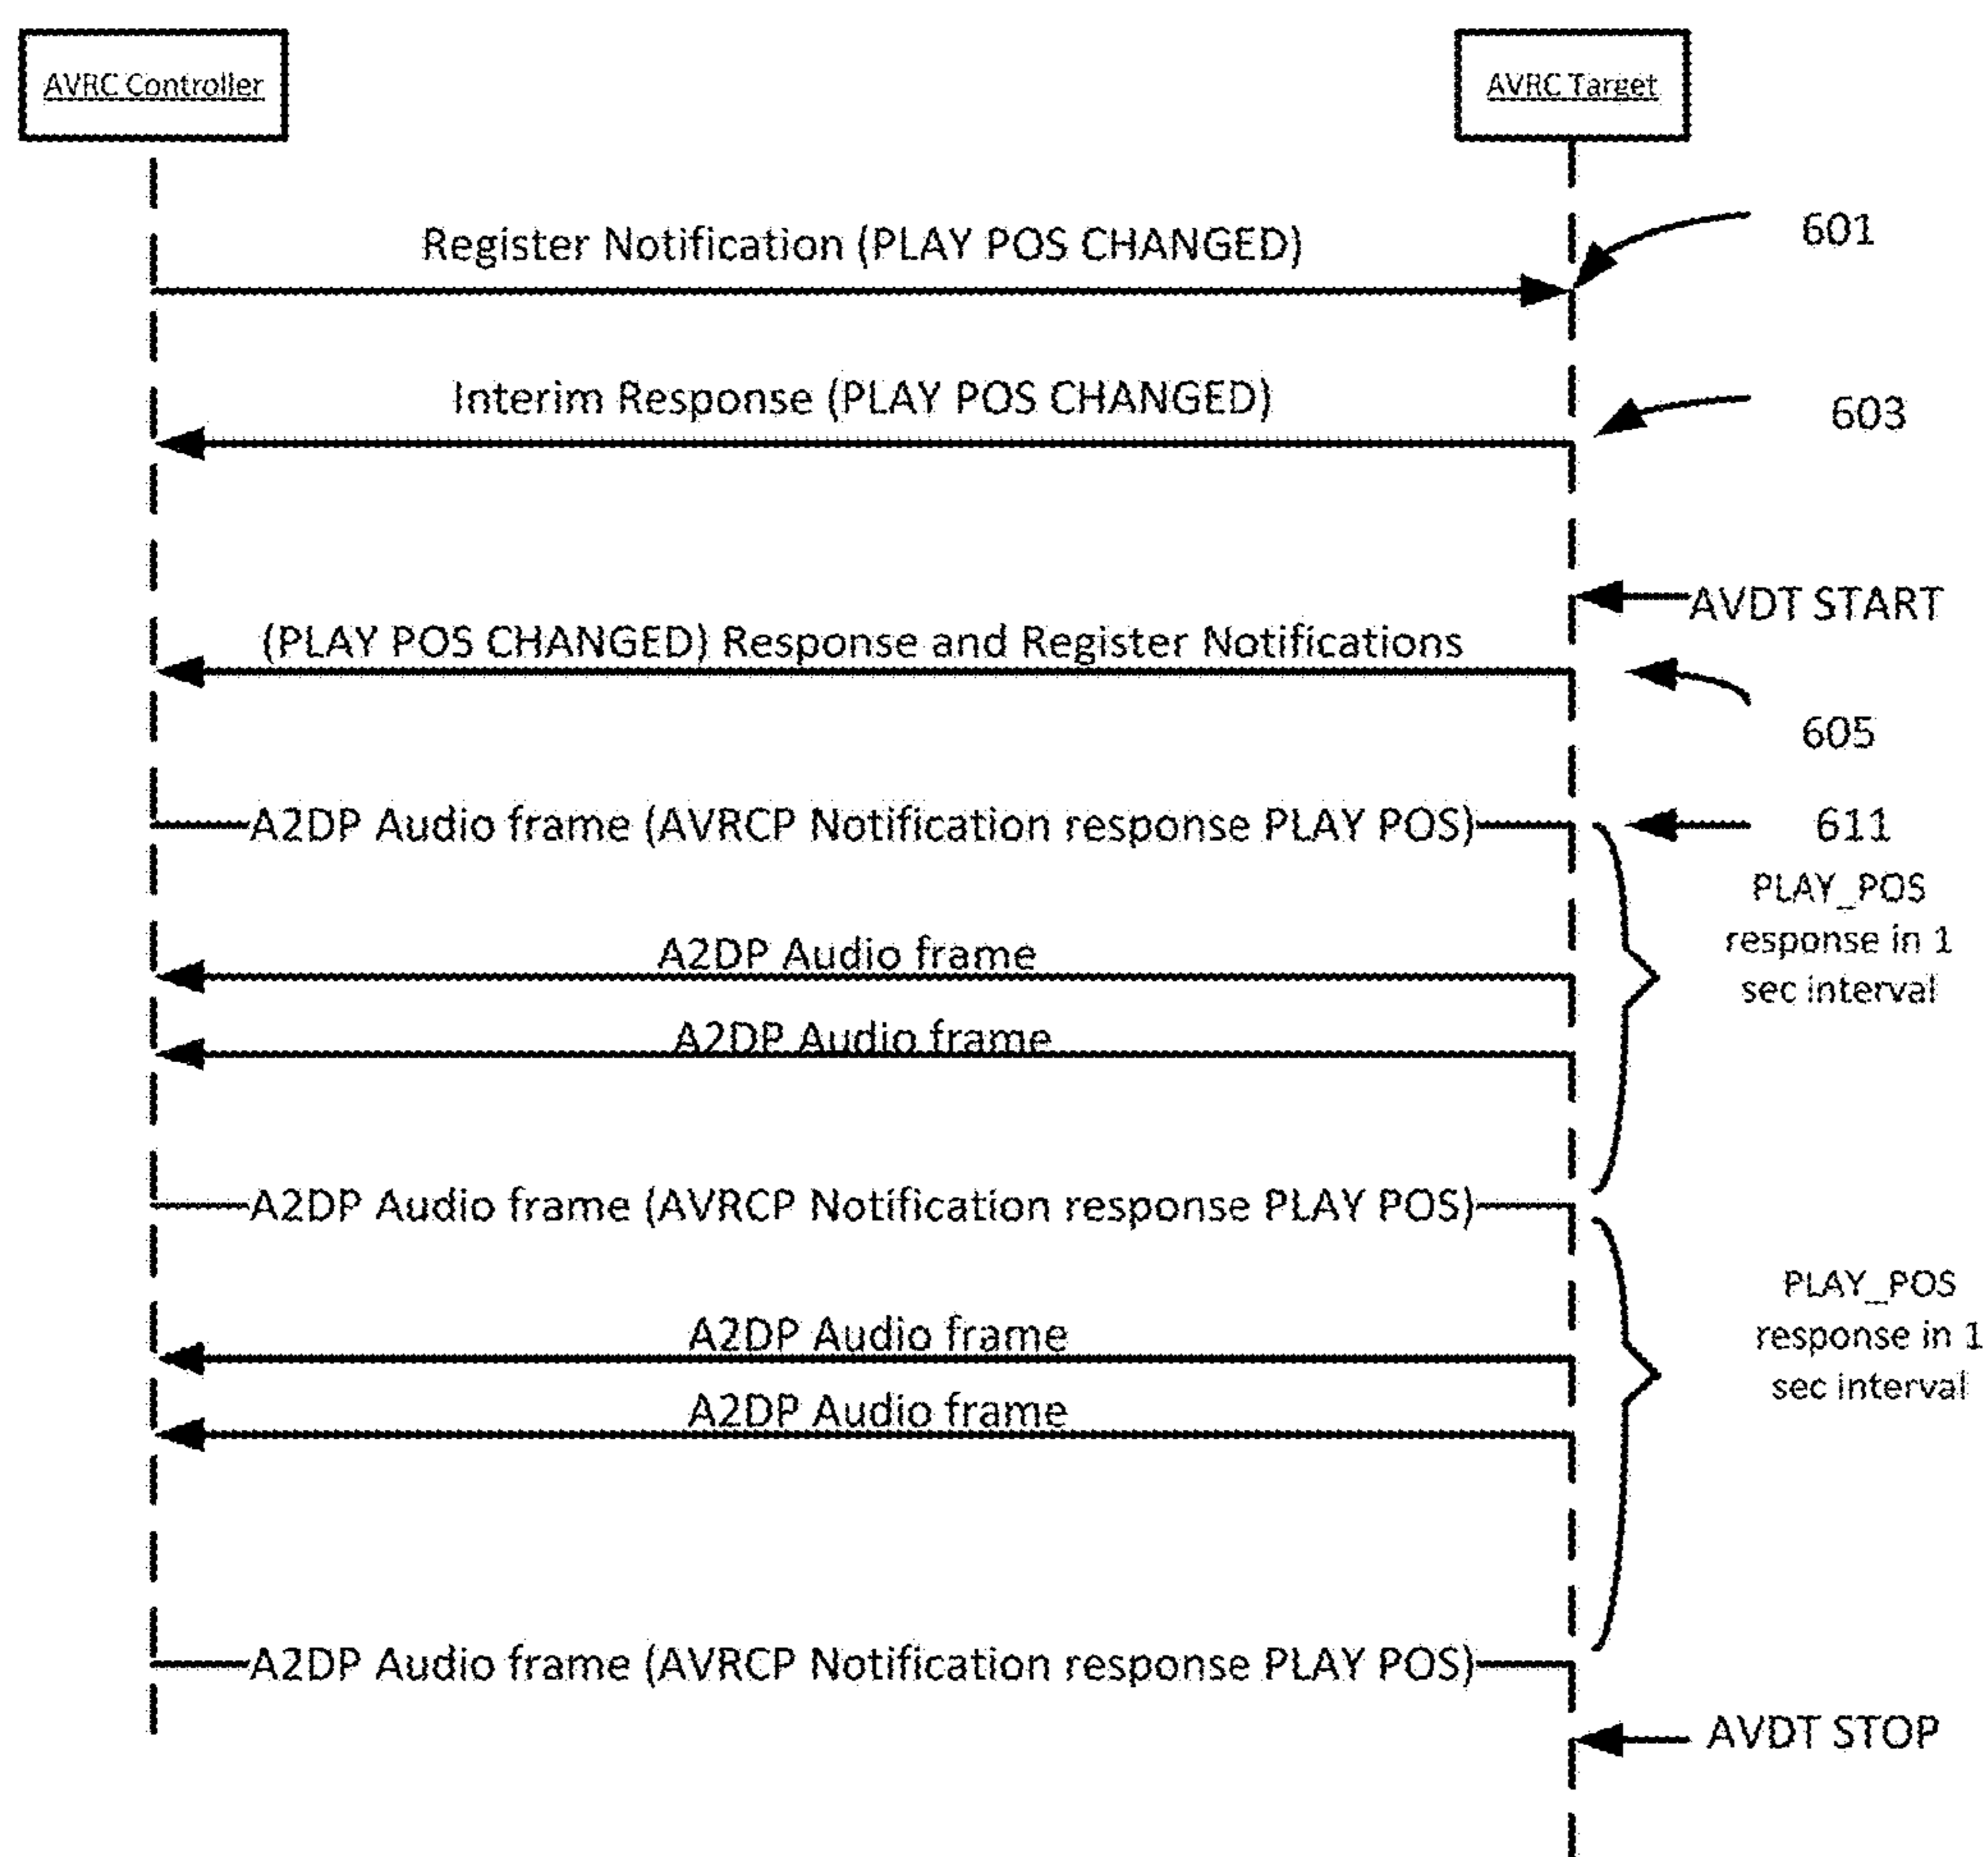 AVRC Controller
AVRC Target
Register Notification (PLAY POS CHANGED)
601
Interim Response (PLAY POS CHANGED)
603
AVDT START
(PLAY POS CHANGED) Response and Register Notifications
605
A2DP Audio frame (AVRCP Notification response PLAY POS)
611
PLAY_POS
response in 1
sec interval
A2DP Audio frame
A2DP Audio frame
A2DP Audio frame (AVRCP Notification response PLAY POS)
PLAY_POS
response in 1
sec interval
A2DP Audio frame
A2DP Audio frame
A2DP Audio frame (AVRCP Notification response PLAY POS)
AVDT STOP